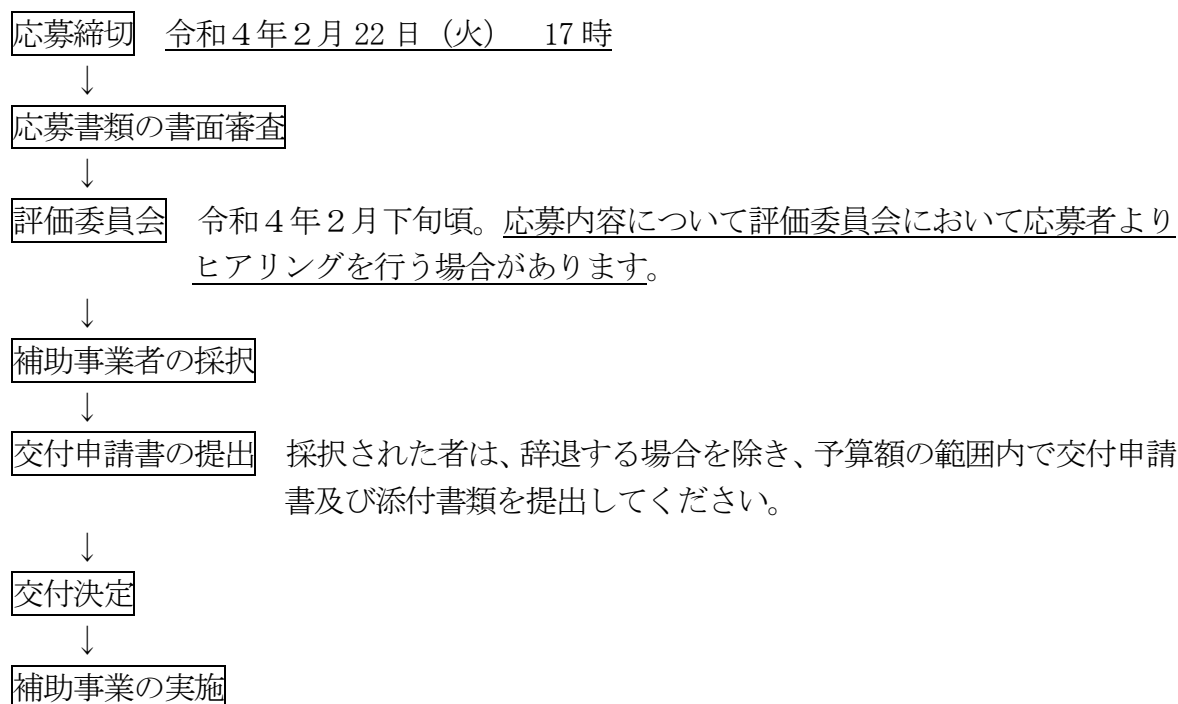 応募締切　令和４年２月 22 日（火）　17 時
↓
応募書類の書面審査
↓
評価委員会　令和４年２月下旬頃。応募内容について評価委員会において応募者より
ヒアリングを行う場合があります。
↓
補助事業者の採択
↓
交付申請書の提出　採択された者は、辞退する場合を除き、予算額の範囲内で交付申請
書及び添付書類を提出してください。
↓
交付決定
↓
補助事業の実施